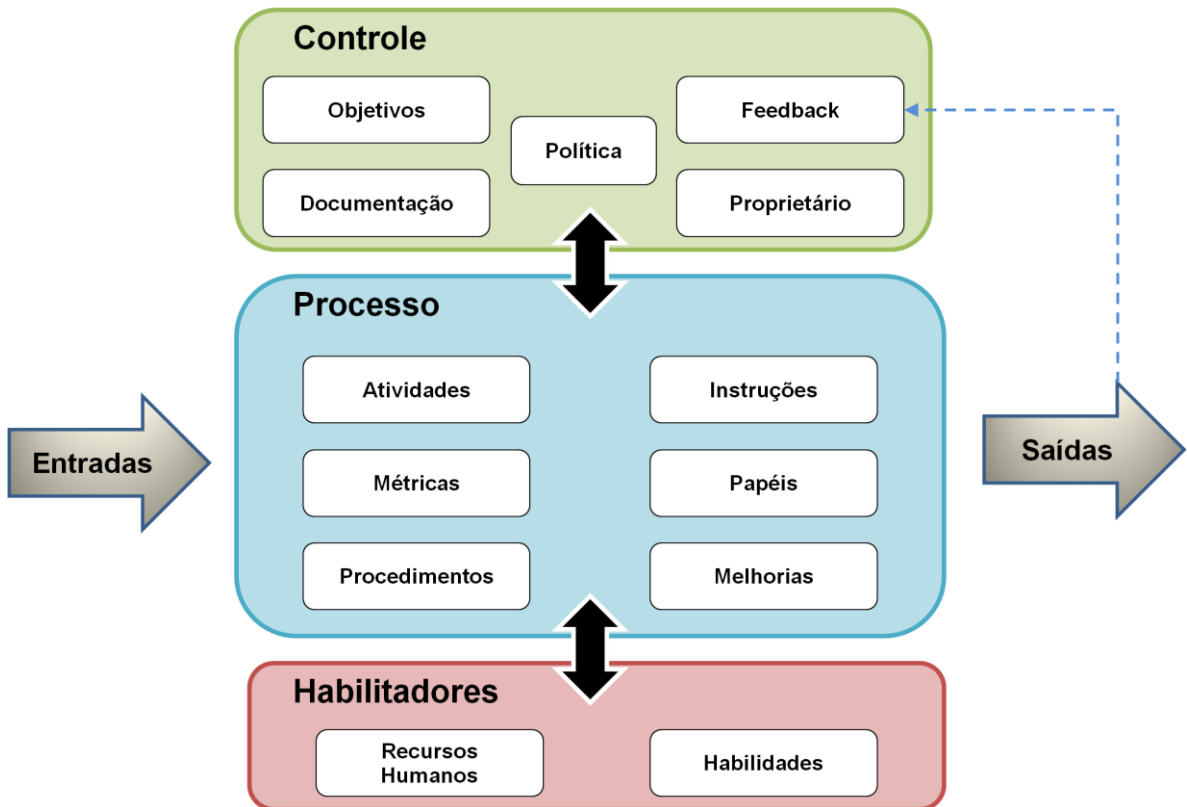 Controle
Objetivos
Feedback
Política
Documentação
Proprietário
Processo
Atividades
Instruções
Entradas
Saídas
Métricas
Papéis
Procedimentos
Melhorias
Habilitadores
Recursos
Humanos
Habilidades